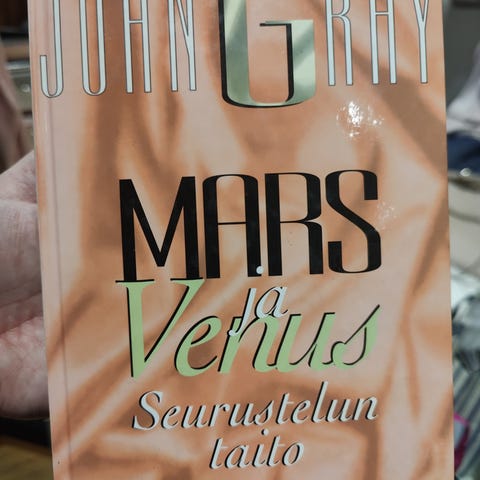 JOHN GRAY
MARS
ja
Venus
Seurustelun
taito